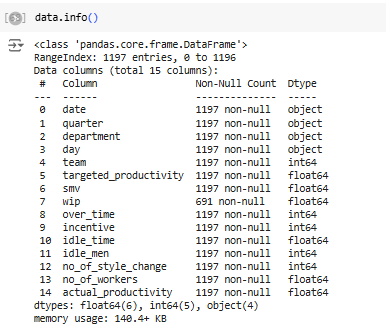 data.info()
<class 'pandas.core.frame.DataFrame'>
RangeIndex: 1197 entries, 0 to 1196
Data columns (total 15 columns):
 #   Column                 Non-Null Count  Dtype
---  ------                 --------------  -----
 0   date                   1197 non-null   object
 1   quarter                1197 non-null   object
 2   department             1197 non-null   object
 3   day                    1197 non-null   object
 4   team                   1197 non-null   int64
 5   targeted_productivity  1197 non-null   float64
 6   smv                    1197 non-null   float64
 7   wip                    691 non-null    float64
 8   over_time              1197 non-null   int64
 9   incentive              1197 non-null   int64
 10  idle_time              1197 non-null   float64
 11  idle_men               1197 non-null   int64
 12  no_of_style_change     1197 non-null   int64
 13  no_of_workers          1197 non-null   float64
 14  actual_productivity    1197 non-null   float64
dtypes: float64(6), int64(5), object(4)
memory usage: 140.4+ KB